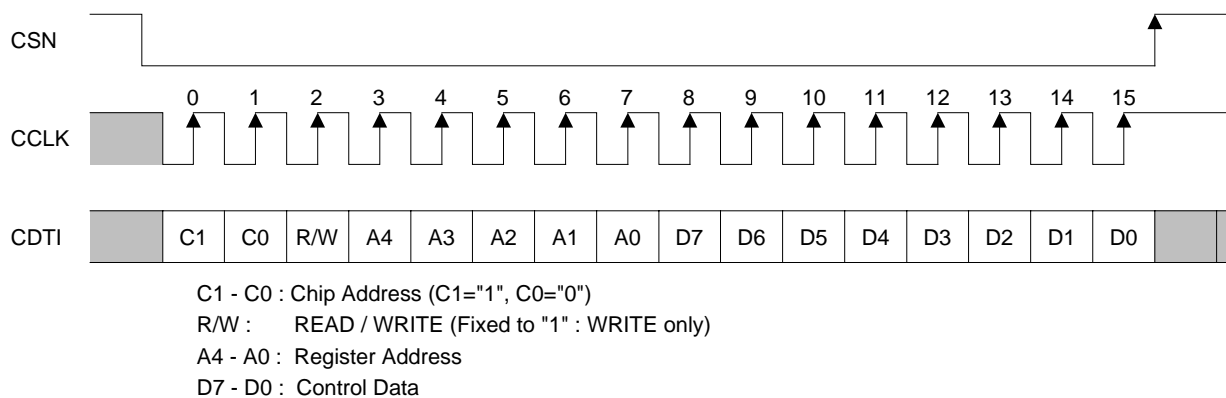 CSN
0 1 2 3 4 5 6 7 8 9 10 11 12 13 14 15
CCLK
CDTI C1 C0 R/W A4 A3 A2 A1 A0 D7 D6 D5 D4 D3 D2 D1 D0
C1 - C0 : Chip Address (C1="1", C0="0")
R/W : READ / WRITE (Fixed to "1" : WRITE only)
A4 - A0 : Register Address
D7 - D0 : Control Data